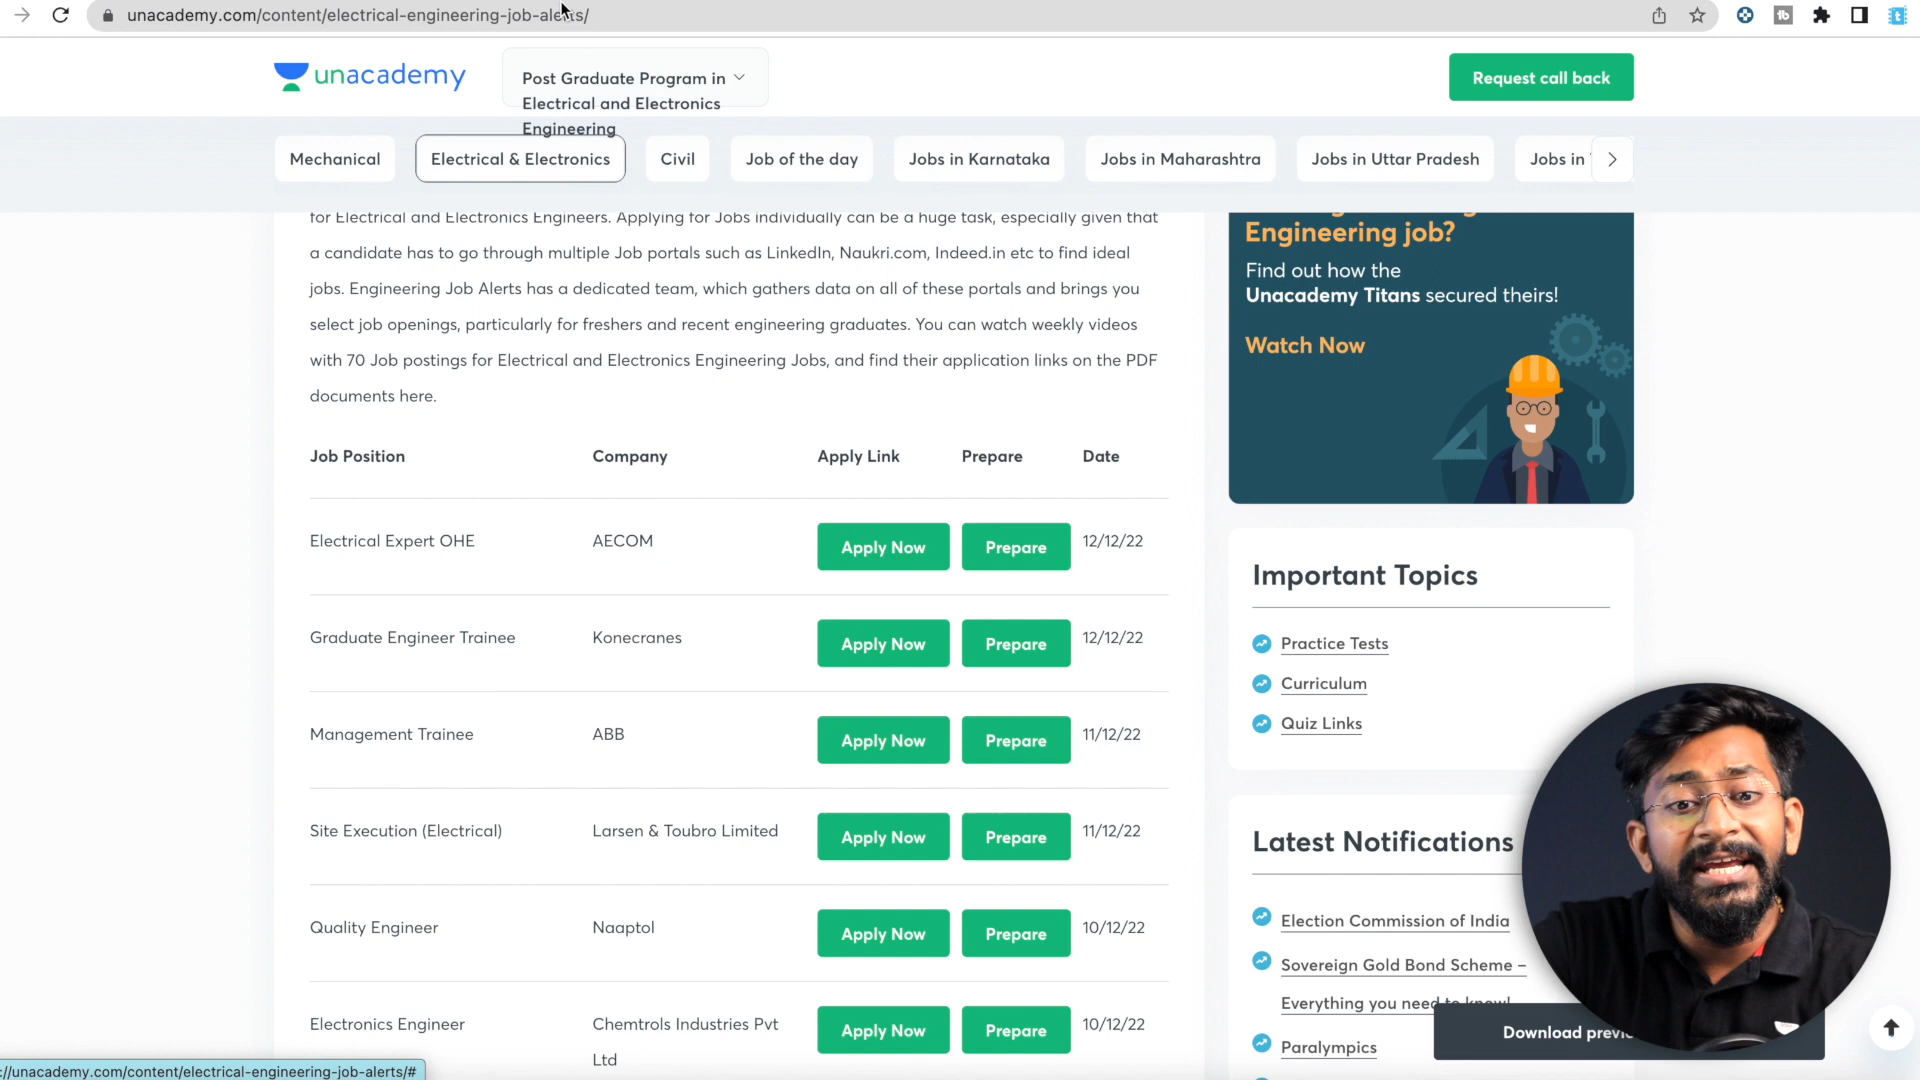 unacademy.com/content/electrical-engineering-job-alerts/
unacademy
Post Graduate Program in
Electrical and Electronics
Engineering
Request call back
Mechanical
Electrical & Electronics
Civil
Job of the day
Jobs in Karnataka
Jobs in Maharashtra
Jobs in Uttar Pradesh
Jobs in
for Electrical and Electronics Engineers. Applying for Jobs individually can be a huge task, especially given that
a candidate has to go through multiple Job portals such as LinkedIn, Naukri.com, Indeed.in etc to find ideal
jobs. Engineering Job Alerts has a dedicated team, which gathers data on all of these portals and brings you
select job openings, particularly for freshers and recent engineering graduates. You can watch weekly videos
with 70 Job postings for Electrical and Electronics Engineering Jobs, and find their application links on the PDF
documents here.
Job Position Company Apply Link Prepare Date
Electrical Expert OHE AECOM Apply Now Prepare 12/12/22
Graduate Engineer Trainee Konecranes Apply Now Prepare 12/12/22
Management Trainee ABB Apply Now Prepare 11/12/22
Site Execution (Electrical) Larsen & Toubro Limited Apply Now Prepare 11/12/22
Quality Engineer Naaptol Apply Now Prepare 10/12/22
Electronics Engineer Chemtrols Industries Pvt Apply Now Prepare 10/12/22
Ltd
Engineering job?
Find out how the
Unacademy Titans secured theirs!
Watch Now
Important Topics
Practice Tests
Curriculum
Quiz Links
Latest Notifications
Election Commission of India
Sovereign Gold Bond Scheme –
Everything you need to know!
Paralympics
Download previ
://unacademy.com/content/electrical-engineering-job-alerts/#